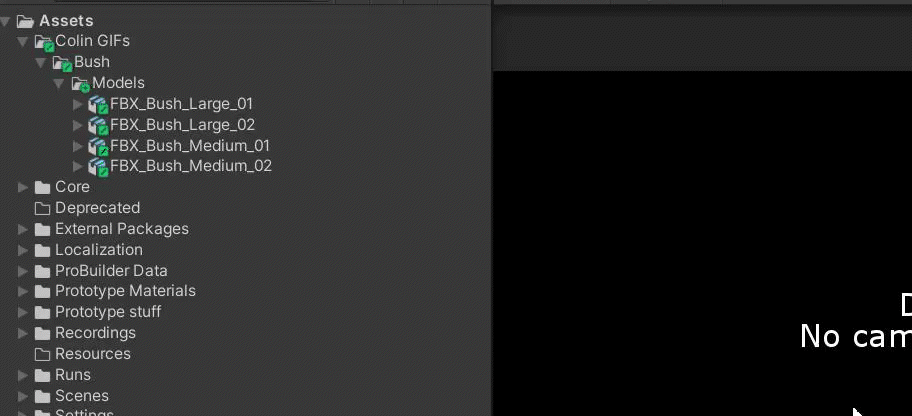 Assets
Colin GIFs
Bush
Models
FBX_Bush_Large_01
FBX_Bush_Large_02
FBX_Bush_Medium_01
FBX_Bush_Medium_02
Core
Deprecated
External Packages
Localization
ProBuilder Data
Prototype Materials
Prototype stuff
Recordings
Resources
Runs
Scenes
Settings
D
No cam